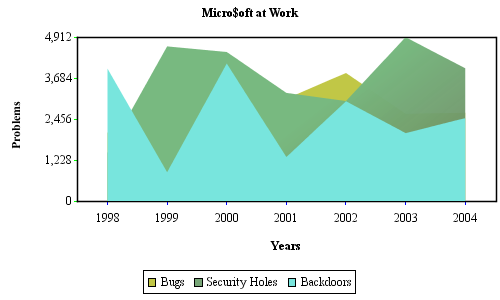 Micro$oft at Work
4,912
3,684
2,456
1,228
0
Problems
1998 1999 2000 2001 2002 2003 2004
Years
Bugs Security Holes Backdoors